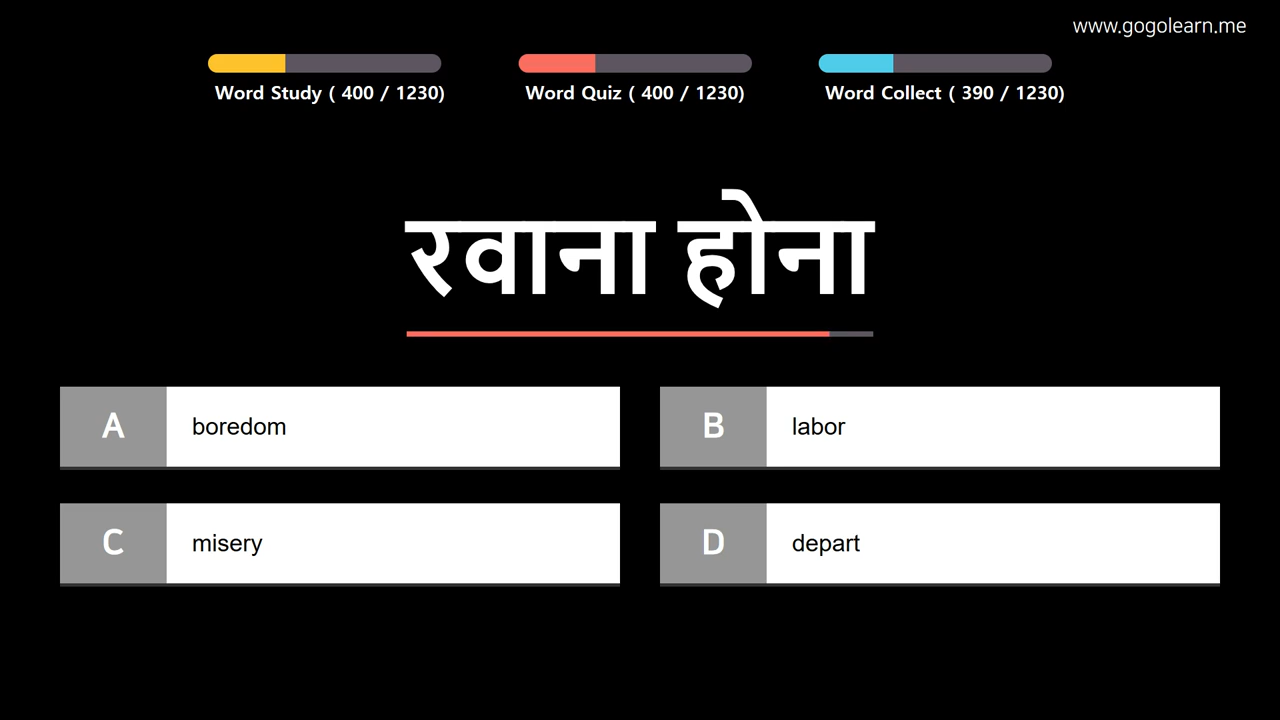 www.gogolearn.me
Word Study ( 400 / 1230)
Word Quiz ( 400 / 1230)
Word Collect ( 390 / 1230)
रवाना होना
A boredom
B labor
C misery
D depart